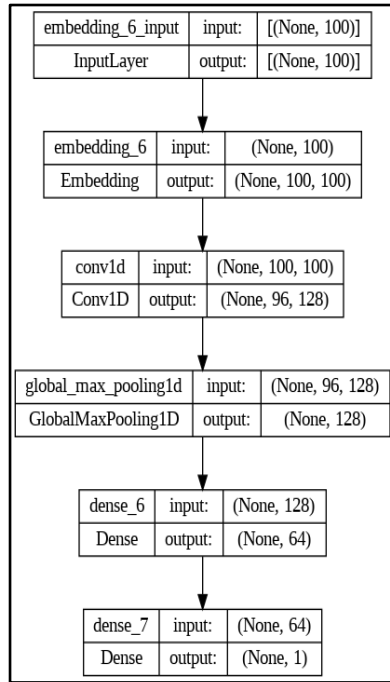 embedding_6_input input: [(None, 100)]
InputLayer output: [(None, 100)]
embedding_6 input: (None, 100)
Embedding output: (None, 100, 100)
conv1d input: (None, 100, 100)
Conv1D output: (None, 96, 128)
global_max_pooling1d input: (None, 96, 128)
GlobalMaxPooling1D output: (None, 128)
dense_6 input: (None, 128)
Dense output: (None, 64)
dense_7 input: (None, 64)
Dense output: (None, 1)